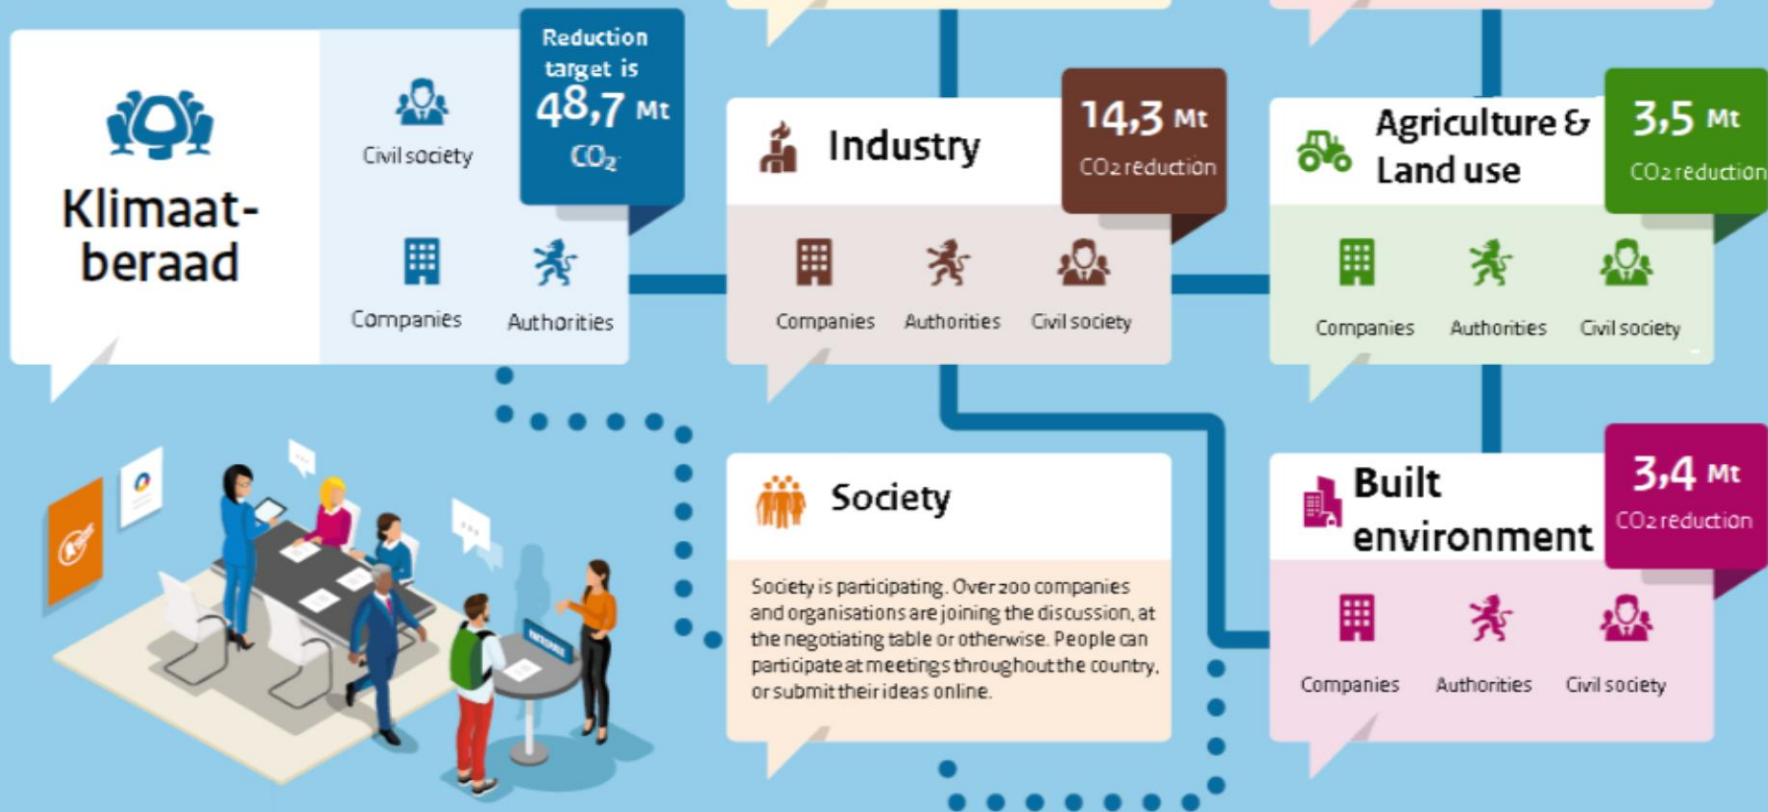 Klimaat-
beraad
Civil society
Companies
Authorities
Reduction
target is
48,7 Mt
CO₂
Industry
14,3 Mt
CO2 reduction
Companies
Authorities
Civil society
Agriculture &
Land use
3,5 Mt
CO2 reduction
Companies
Authorities
Civil society
Society
Society is participating. Over 200 companies
and organisations are joining the discussion, at
the negotiating table or otherwise. People can
participate at meetings throughout the country,
or submit their ideas online.
Built
environment
3,4 Mt
CO2 reduction
Companies
Authorities
Civil society